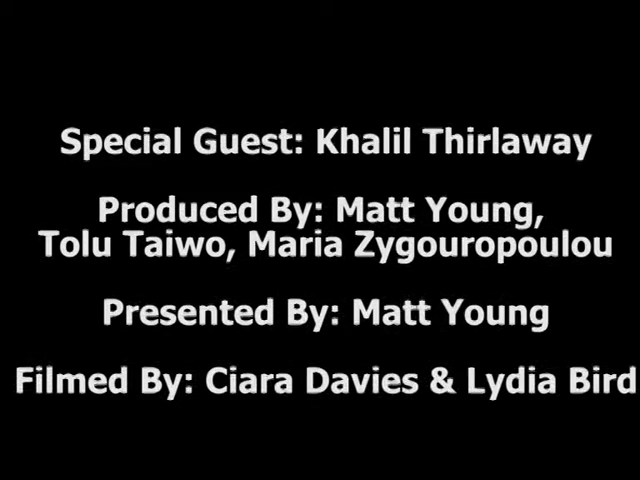 Special Guest: Khalil Thirlaway
Produced By: Matt Young,
Tolu Taiwo, Maria Zygouropoulou
Presented By: Matt Young
Filmed By: Ciara Davies & Lydia Bird